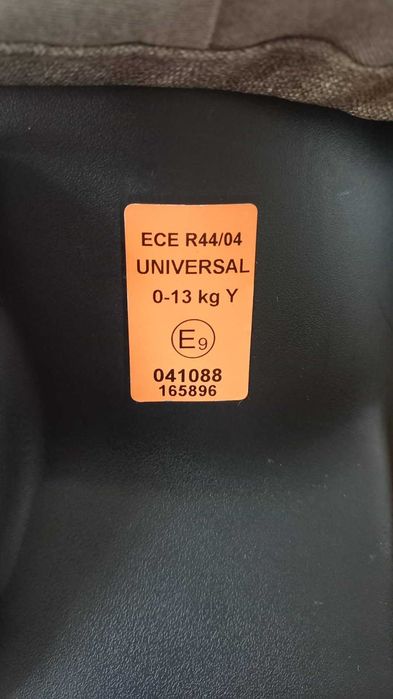 ECE R44/04
UNIVERSAL
0-13 kg Y
E9
041088
165896